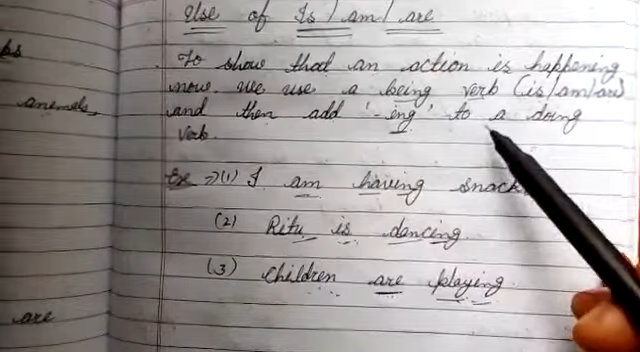 Use of Is/am/are
To show that an action is happening
now. we use a being verb (is/am/are)
and then add '-eng' to a doing
verb.
Ex ⇒ (1) I am having snack
(2) Ritu is dancing.
(3) children are playing.
animals,
are